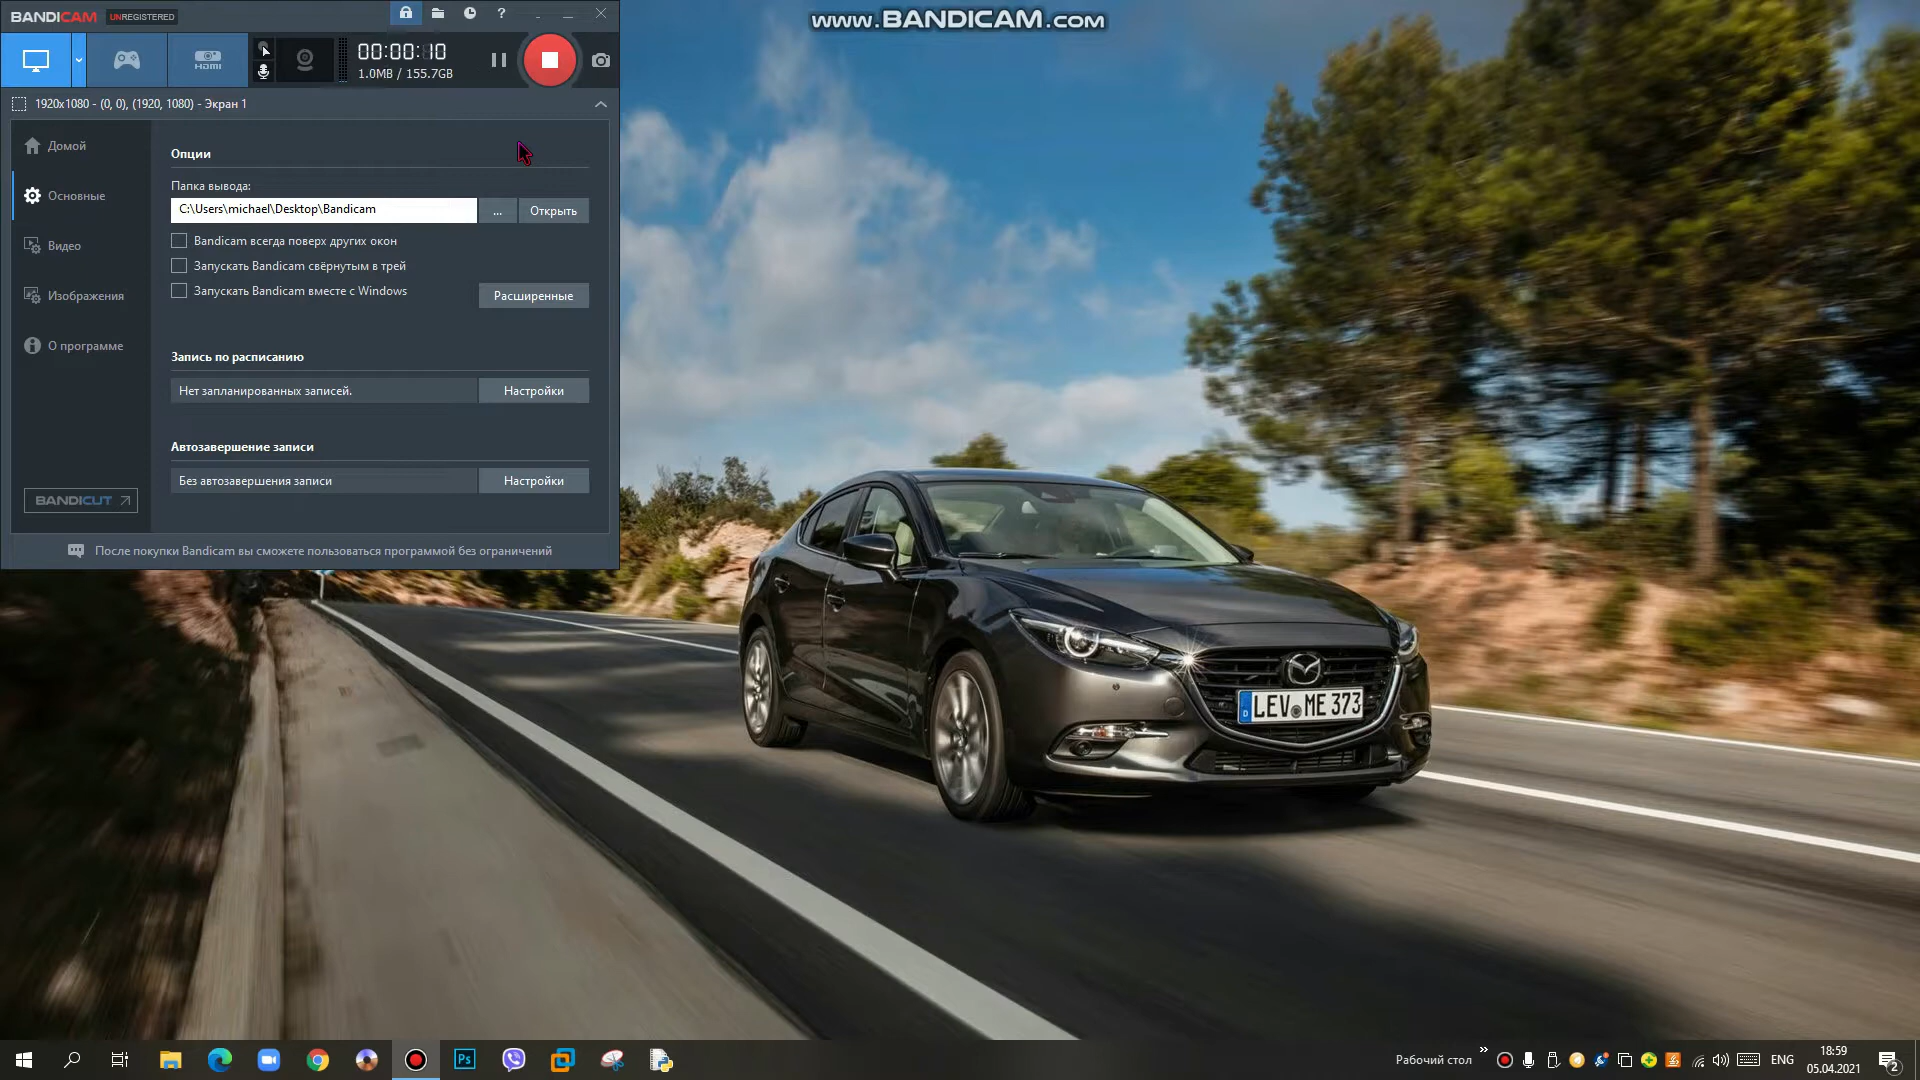 BANDICAM UNREGISTERED
www.BANDICAM.com
?
HDMI
00:00:10
1.0MB / 155.7GB
1920x1080 - (0, 0), (1920, 1080) - Экран 1
Домой
Основные
Видео
Изображения
О программе
BANDICUT
Опции
Папка вывода:
C:\Users\michael\Desktop\Bandicam
...
Открыть
Bandicam всегда поверх других окон
Запускать Bandicam свёрнутым в трей
Запускать Bandicam вместе с Windows
Расширенные
Запись по расписанию
Нет запланированных записей.
Настройки
Автозавершение записи
Без автозавершения записи
Настройки
После покупки Bandicam вы сможете пользоваться программой без ограничений
D
LEV ME 373
Ps
Рабочий стол
»
ENG
18:59
05.04.2021
2